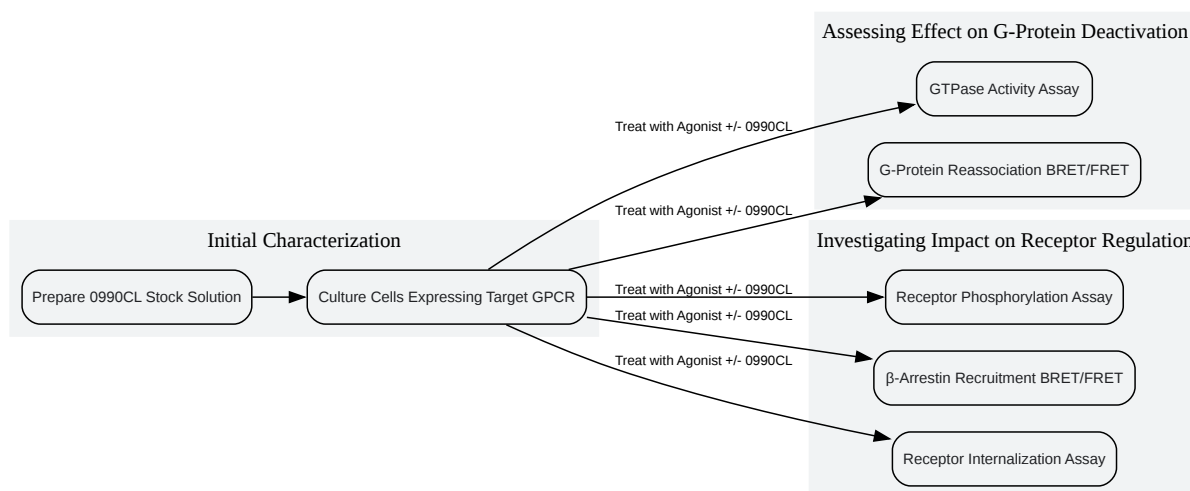 Assessing Effect on G-Protein Deactivation
GTPase Activity Assay
Treat with Agonist +/- 0990CL
G-Protein Reassociation BRET/FRET
Treat with Agonist +/- 0990CL
Initial Characterization
Investigating Impact on Receptor Regulation
Prepare 0990CL Stock Solution
Culture Cells Expressing Target GPCR
Treat with Agonist +/- 0990CL
Receptor Phosphorylation Assay
Treat with Agonist +/- 0990CL
Treat with Agonist +/- 0990CL
β-Arrestin Recruitment BRET/FRET
Receptor Internalization Assay